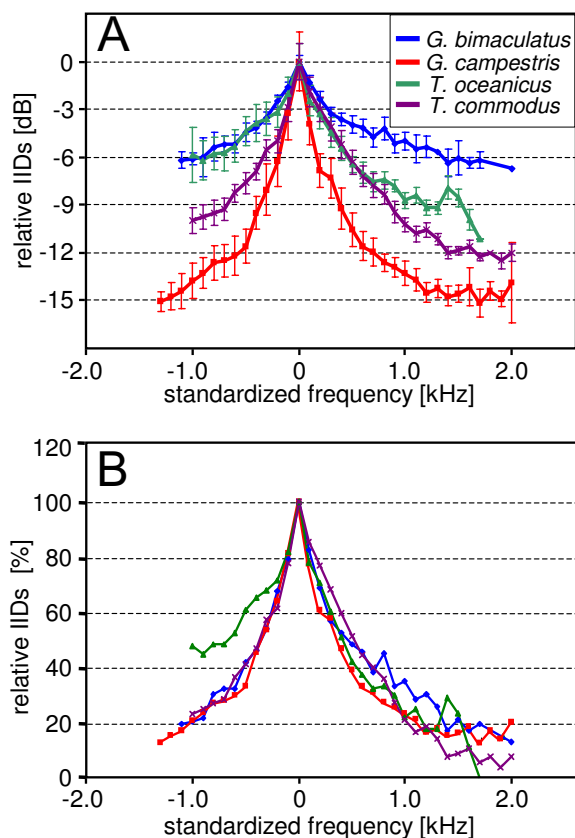 A
G. bimaculatus
G. campestris
T. oceanicus
T. commodus
relative IIDs [dB]
0
-3
-6
-9
-12
-15
-2.0 -1.0 0 1.0 2.0
standardized frequency [kHz]
B
relative IIDs [%]
120
100
80
60
40
20
0
-2.0 -1.0 0 1.0 2.0
standardized frequency [kHz]